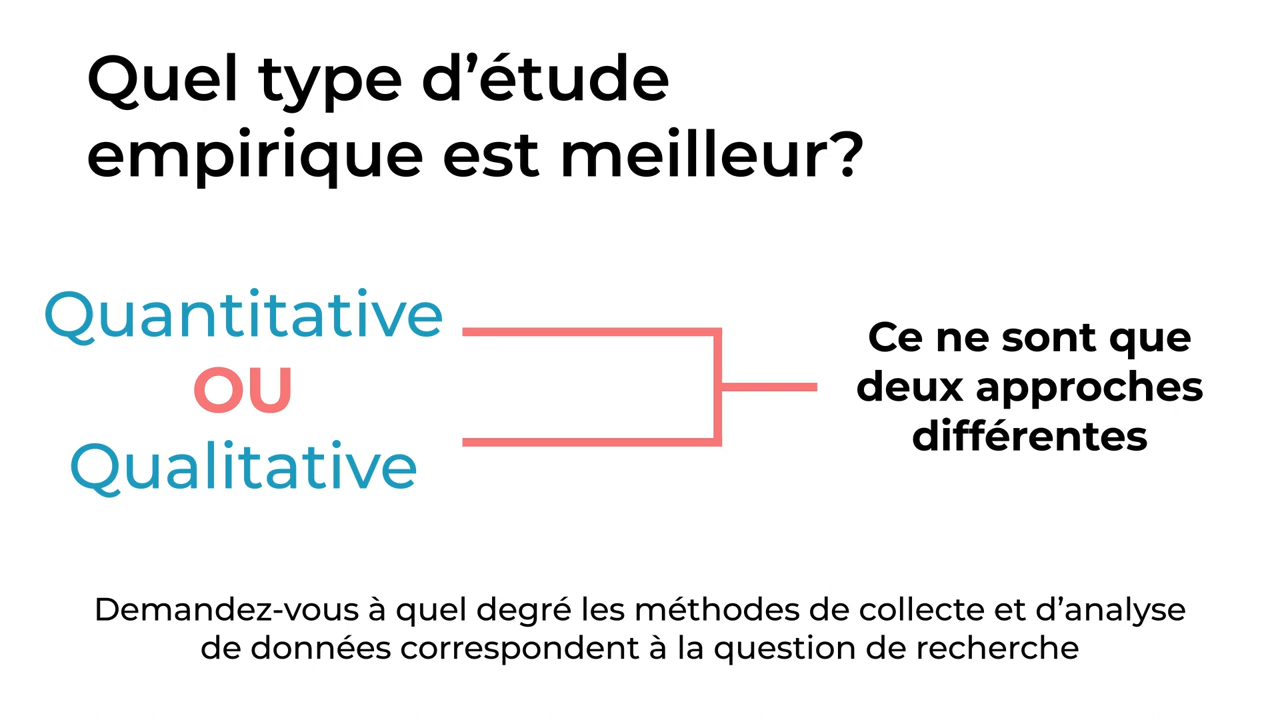 Quel type d’étude
empirique est meilleur?
Quantitative
OU
Qualitative
Ce ne sont que
deux approches
différentes
Demandez-vous à quel degré les méthodes de collecte et d’analyse
de données correspondent à la question de recherche